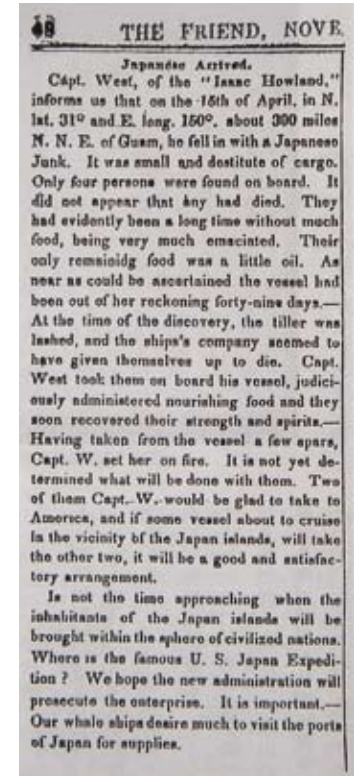 48 THE FRIEND, NOVE
Japanese Arrived.
Capt. West, of the "Isaac Howland,"
informs us that on the 15th of April, in N.
lat. 31° and E. long. 150°, about 300 miles
N. N. E. of Guam, he fell in with a Japanese
Junk. It was small and destitute of cargo.
Only four persons were found on board. It
did not appear that any had died. They
had evidently been a long time without much
food, being very much emaciated. Their
only remainidg food was a little oil. As
near as could be ascertained the vessel had
been out of her reckoning forty-nine days.—
At the time of the discovery, the tiller was
lashed, and the ships's company seemed to
have given themselves up to die. Capt.
West took them on board his vessel, judici-
ously administered nourishing food and they
soon recovered their strength and spirits.—
Having taken from the vessel a few spars,
Capt. W. set her on fire. It is not yet de-
termined what will be done with them. Two
of them Capt. W. would be glad to take to
America, and if some vessel about to cruise
in the vicinity of the Japan islands, will take
the other two, it will be a good and satisfac-
tory arrangement.
Is not the time approaching when the
inhabitants of the Japan islands will be
brought within the sphere of civilized nations.
Where is the famous U. S. Japan Expedi-
tion? We hope the new administration will
prosecute the enterprise. It is important.—
Our whale ships desire much to visit the ports
of Japan for supplies.